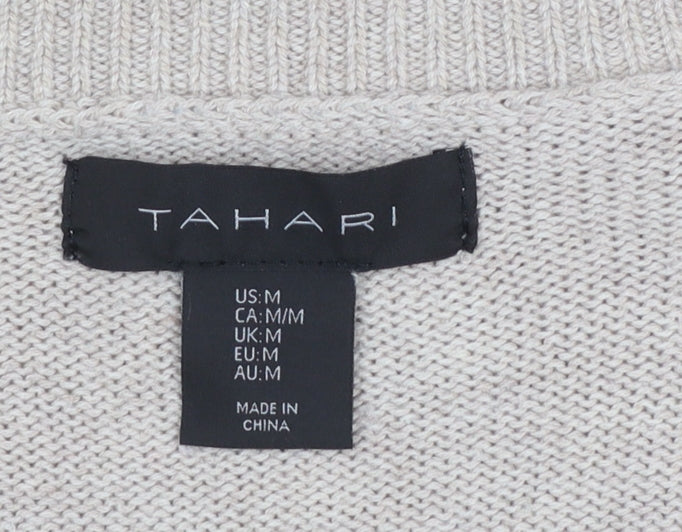 TAHARI
US: M
CA: M/M
UK: M
EU: M
AU: M
MADE IN
CHINA